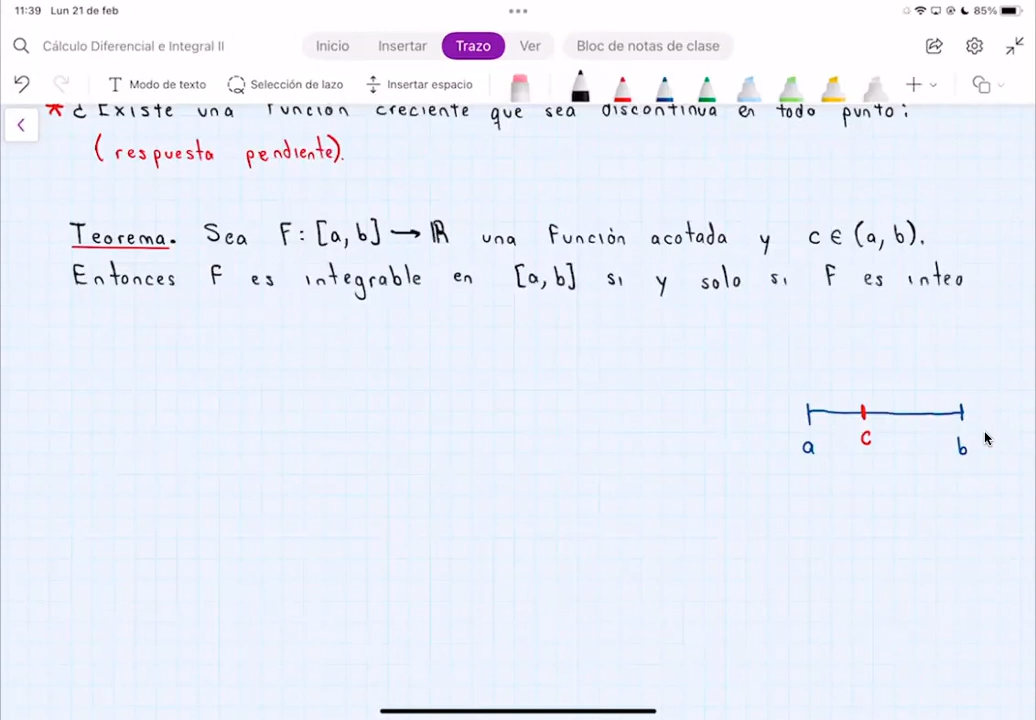 11:39 Lun 21 de feb
85%
Cálculo Diferencial e Integral II
Inicio Insertar Trazo Ver Bloc de notas de clase
Modo de texto Selección de lazo Insertar espacio
* ¿ Existe una función creciente que sea discontinua en todo punto?
(respuesta pendiente).
Teorema. Sea f: [a, b] → ℝ una función acotada y c ∈ (a, b).
Entonces f es integrable en [a, b] si y solo si f es integ
a c b